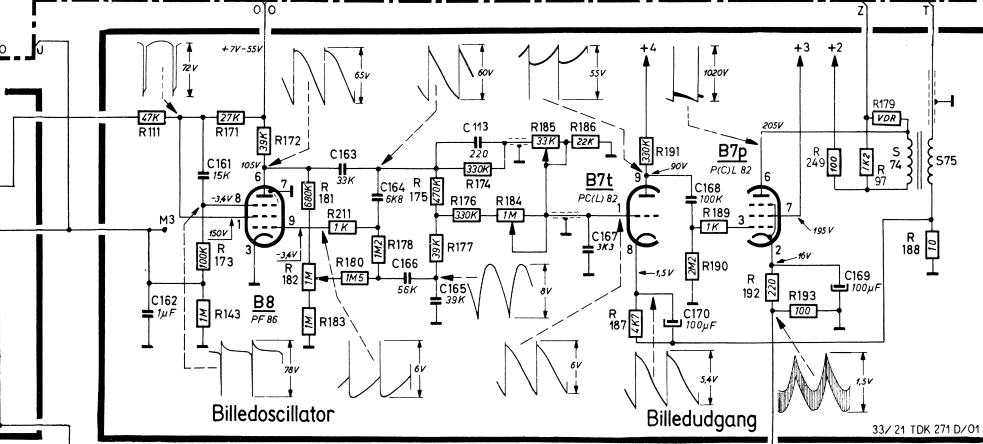 O O
Z
T
O
J
+7V-55V
72V
65V
60V
+4
55V
1020V
+3
+2
R179
VDR
47K
R111
27K
R171
39K
R172
105V
C161
15K
C163
33K
C113
220
330K
R174
R185
33K
R186
22K
330K
R191
90V
B7t
PC(L) 82
B7p
P(C)L 82
205V
R
249
100
1K2
R
97
S
74
S75
6
7
8
1
9
3
-3,4V
150V
M3
100K
R
173
680K
R
181
C164
6K8
R211
1K
470K
R
175
R176
330K
R184
1M
9
1
8
C168
100K
R189
1K
6
7
3
2
195V
R
188
10
-3,4V
R
182
1M
R180
1M5
1M2
R178
39K
R177
C166
56K
C165
39K
C167
3K3
1,5V
2M2
R190
16V
R
192
220
C169
100µF
R193
100
C162
1µF
1M
R143
B8
PF 86
1M
R183
8V
R
187
4K7
C170
100µF
78V
6V
6V
5,4V
1,5V
Billedoscillator
Billedudgang
33/21 TDK 271 D/01